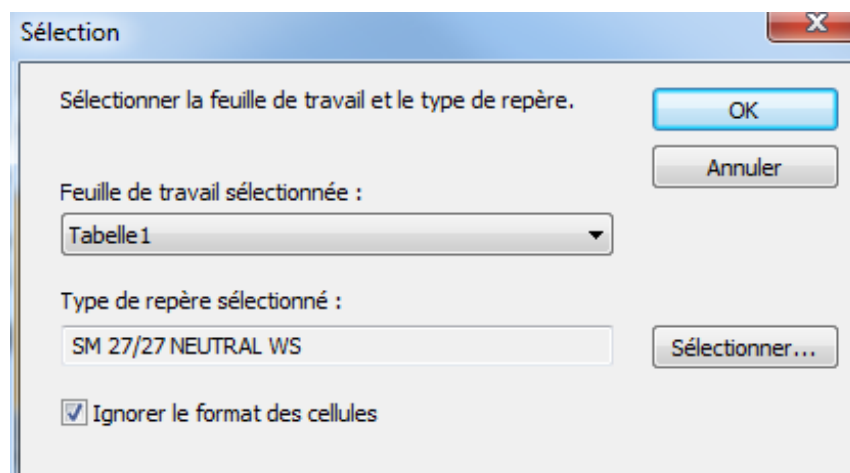 Sélection
Sélectionner la feuille de travail et le type de repère.
OK
Annuler
Feuille de travail sélectionnée :
Tabelle1
Type de repère sélectionné :
SM 27/27 NEUTRAL WS
Sélectionner...
Ignorer le format des cellules